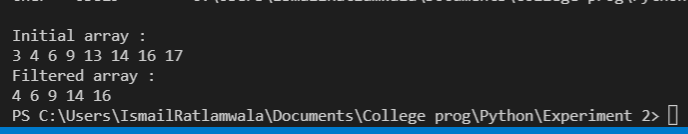 Initial array :
3 4 6 9 13 14 16 17
Filtered array :
4 6 9 14 16
PS C:\Users\IsmailRatlamwala\Documents\College prog\Python\Experiment 2>